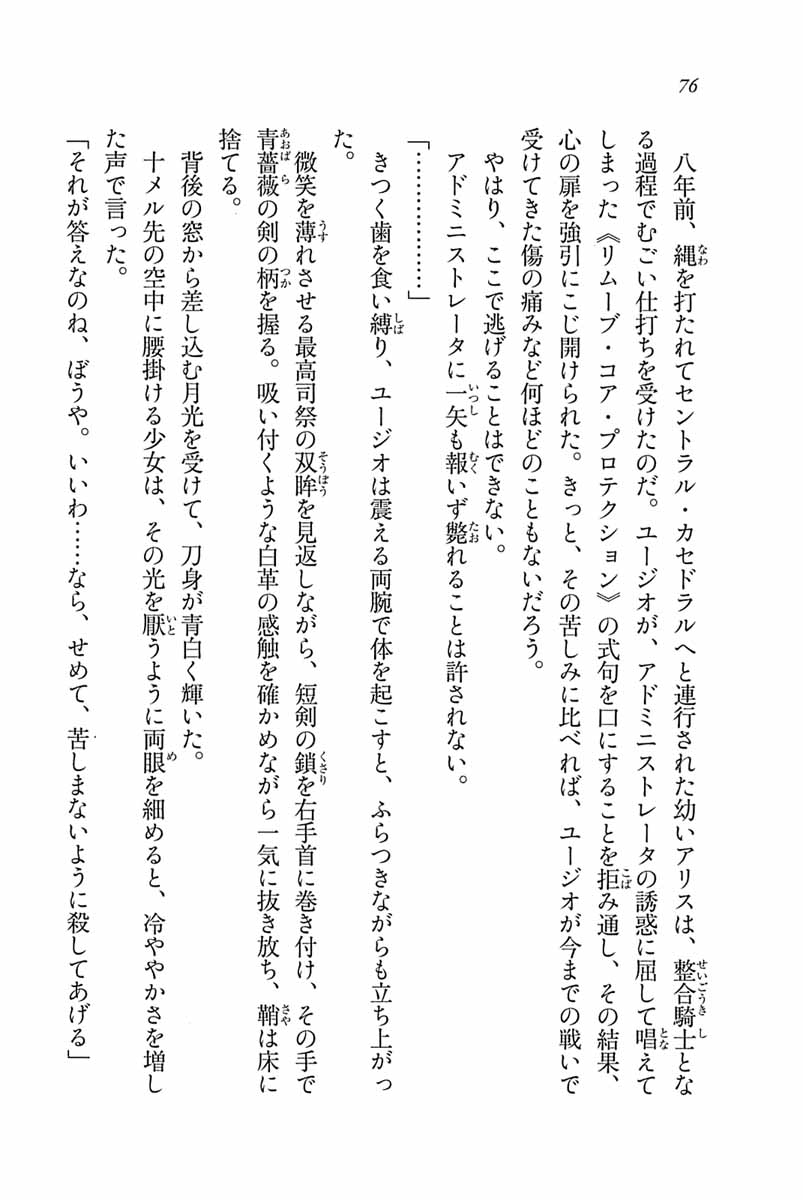 76
八年前、縄を打たれてセントラル・カセドラルへと連行された幼いアリスは、整合騎士とな
る過程でむごい仕打ちを受けたのだ。ユージオが、アドミニストレータの誘惑に屈して唱えて
しまった《リムーブ・コア・プロテクション》の式句を口にすることを拒み通し、その結果、
心の扉を強引にこじ開けられた。きっと、その苦しみに比べれば、ユージオが今までの戦いで
受けてきた傷の痛みなど何ほどのこともないだろう。
やはり、ここで逃げることはできない。
アドミニストレータに一矢も報いず斃れることは許されない。
「………………」
きつく歯を食い縛り、ユージオは震える両腕で体を起こすと、ふらつきながらも立ち上がっ
た。
微笑を薄れさせる最高司祭の双眸を見返しながら、短剣の鎖を右手首に巻き付け、その手で
青薔薇の剣の柄を握る。吸い付くような白革の感触を確かめながら一気に抜き放ち、鞘は床に
捨てる。
背後の窓から差し込む月光を受けて、刀身が青白く輝いた。
十メル先の空中に腰掛ける少女は、その光を厭うように両眼を細めると、冷ややかさを増し
た声で言った。
「それが答えなのね、ぼうや。いいわ……なら、せめて、苦しまないように殺してあげる」